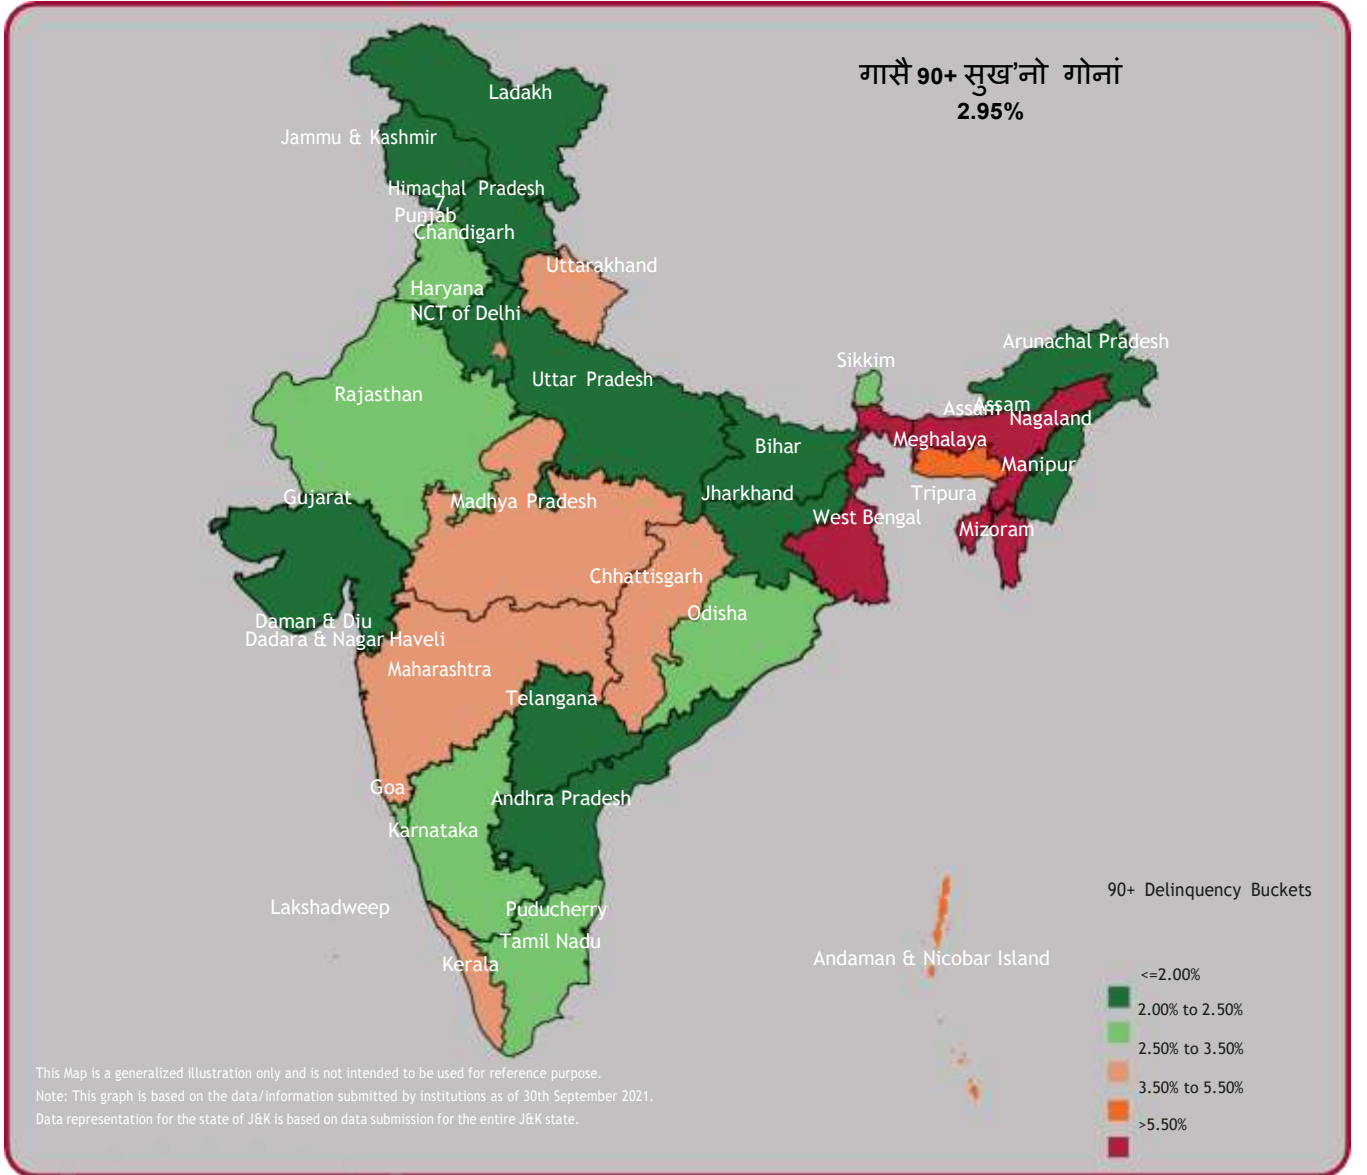 गासै 90+ सुख’नो गोनां
2.95%
Ladakh
Jammu & Kashmir
Himachal Pradesh
7
Punjab
Chandigarh
Uttarakhand
Haryana
NCT of Delhi
Arunachal Pradesh
Sikkim
Uttar Pradesh
Rajasthan
Assam
Assam
Nagaland
Meghalaya
Bihar
Manipur
Gujarat
Madhya Pradesh
Jharkhand
Tripura
West Bengal
Mizoram
Chhattisgarh
Odisha
Daman & Diu
Dadara & Nagar Haveli
Maharashtra
Telangana
Goa
Andhra Pradesh
Karnataka
Lakshadweep
Puducherry
Tamil Nadu
Kerala
Andaman & Nicobar Island
90+ Delinquency Buckets
<=2.00%
2.00% to 2.50%
2.50% to 3.50%
3.50% to 5.50%
>5.50%
This Map is a generalized illustration only and is not intended to be used for reference purpose.
Note: This graph is based on the data/information submitted by institutions as of 30th September 2021.
Data representation for the state of J&K is based on data submission for the entire J&K state.